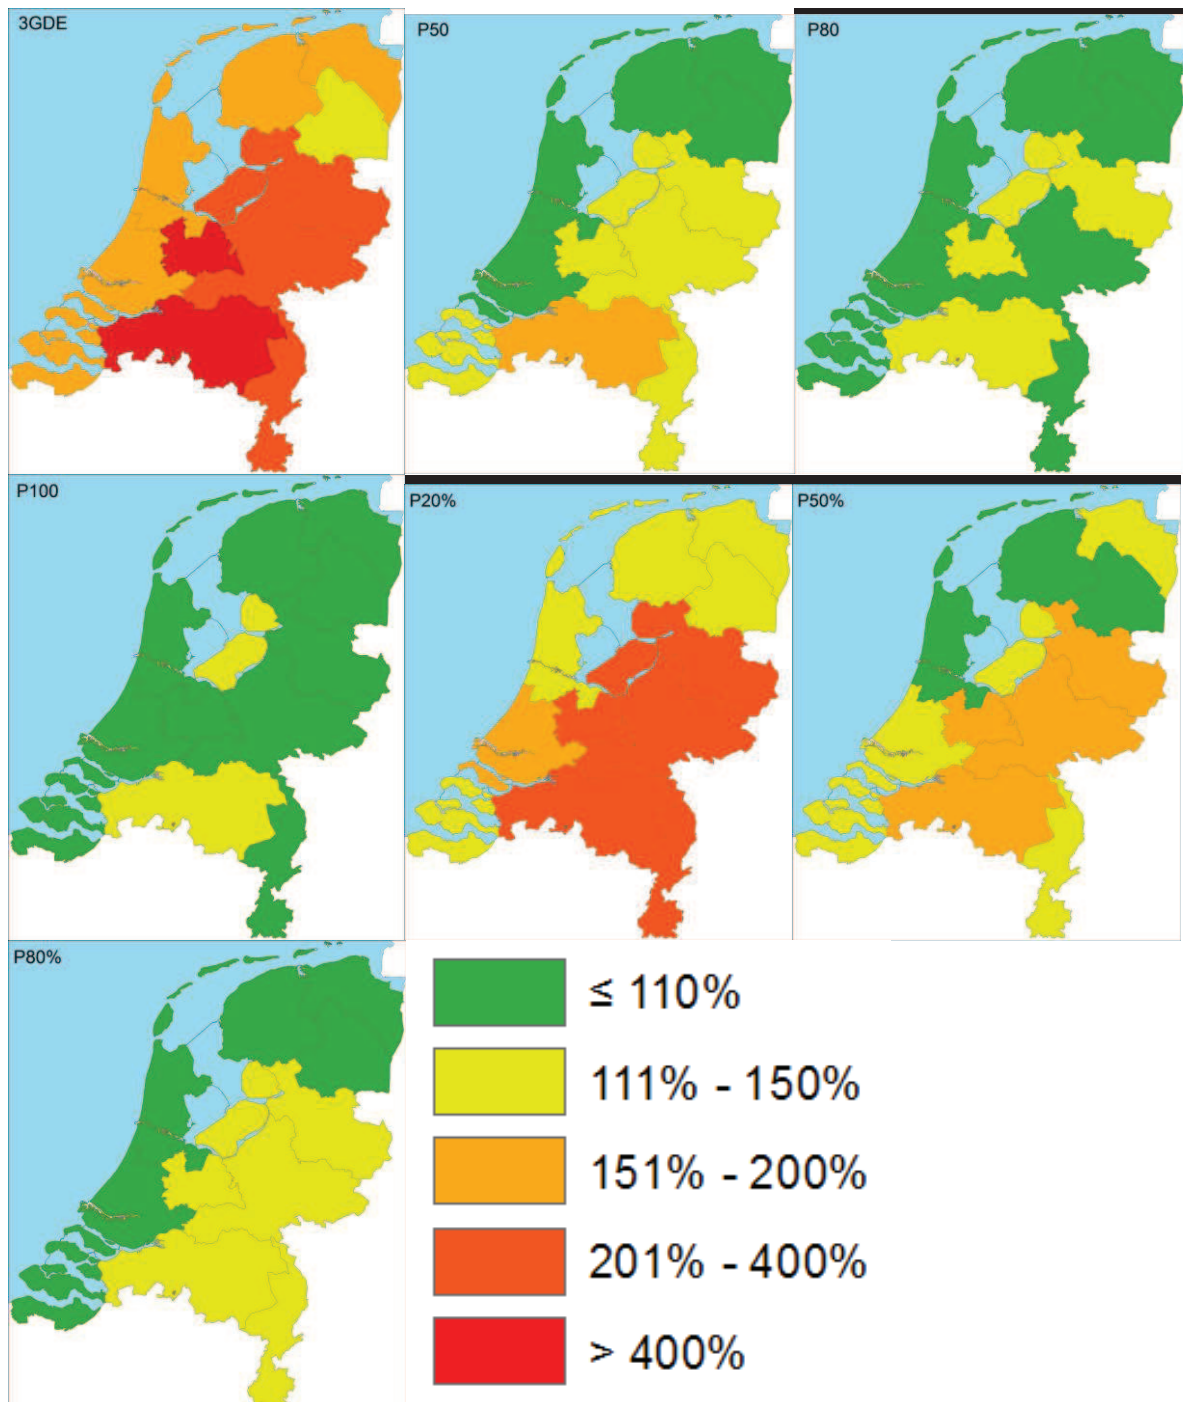 3GDE
P50
P80
P100
P20%
P50%
P80%
≤ 110%
111% - 150%
151% - 200%
201% - 400%
> 400%